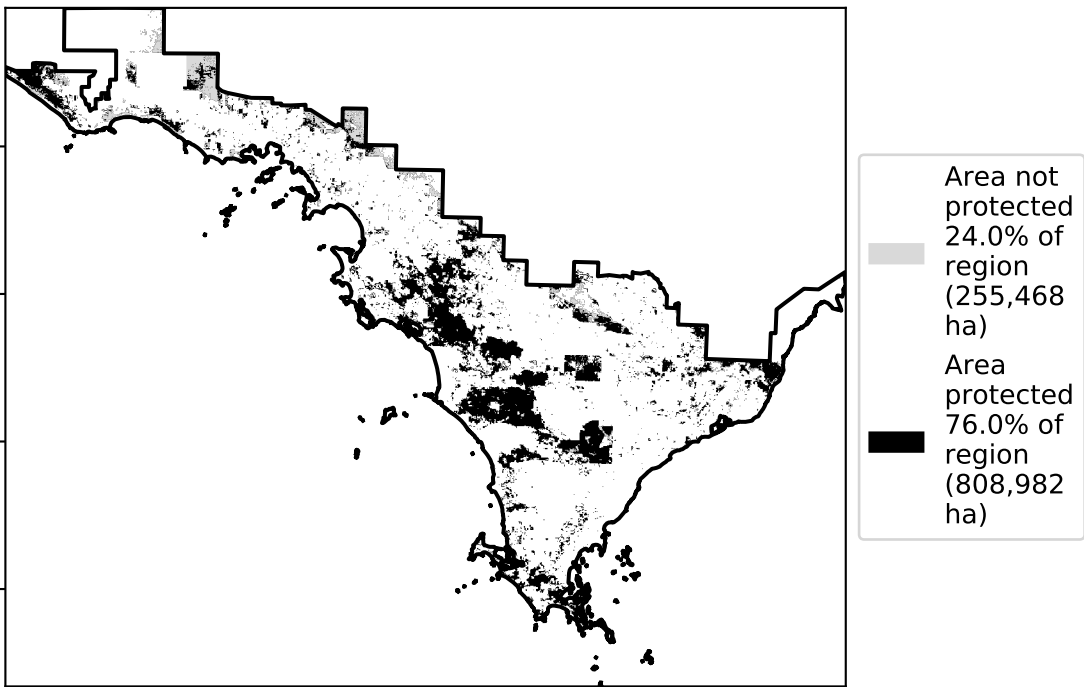 Area not
protected
24.0% of
region
(255,468
ha)
Area
protected
76.0% of
region
(808,982
ha)